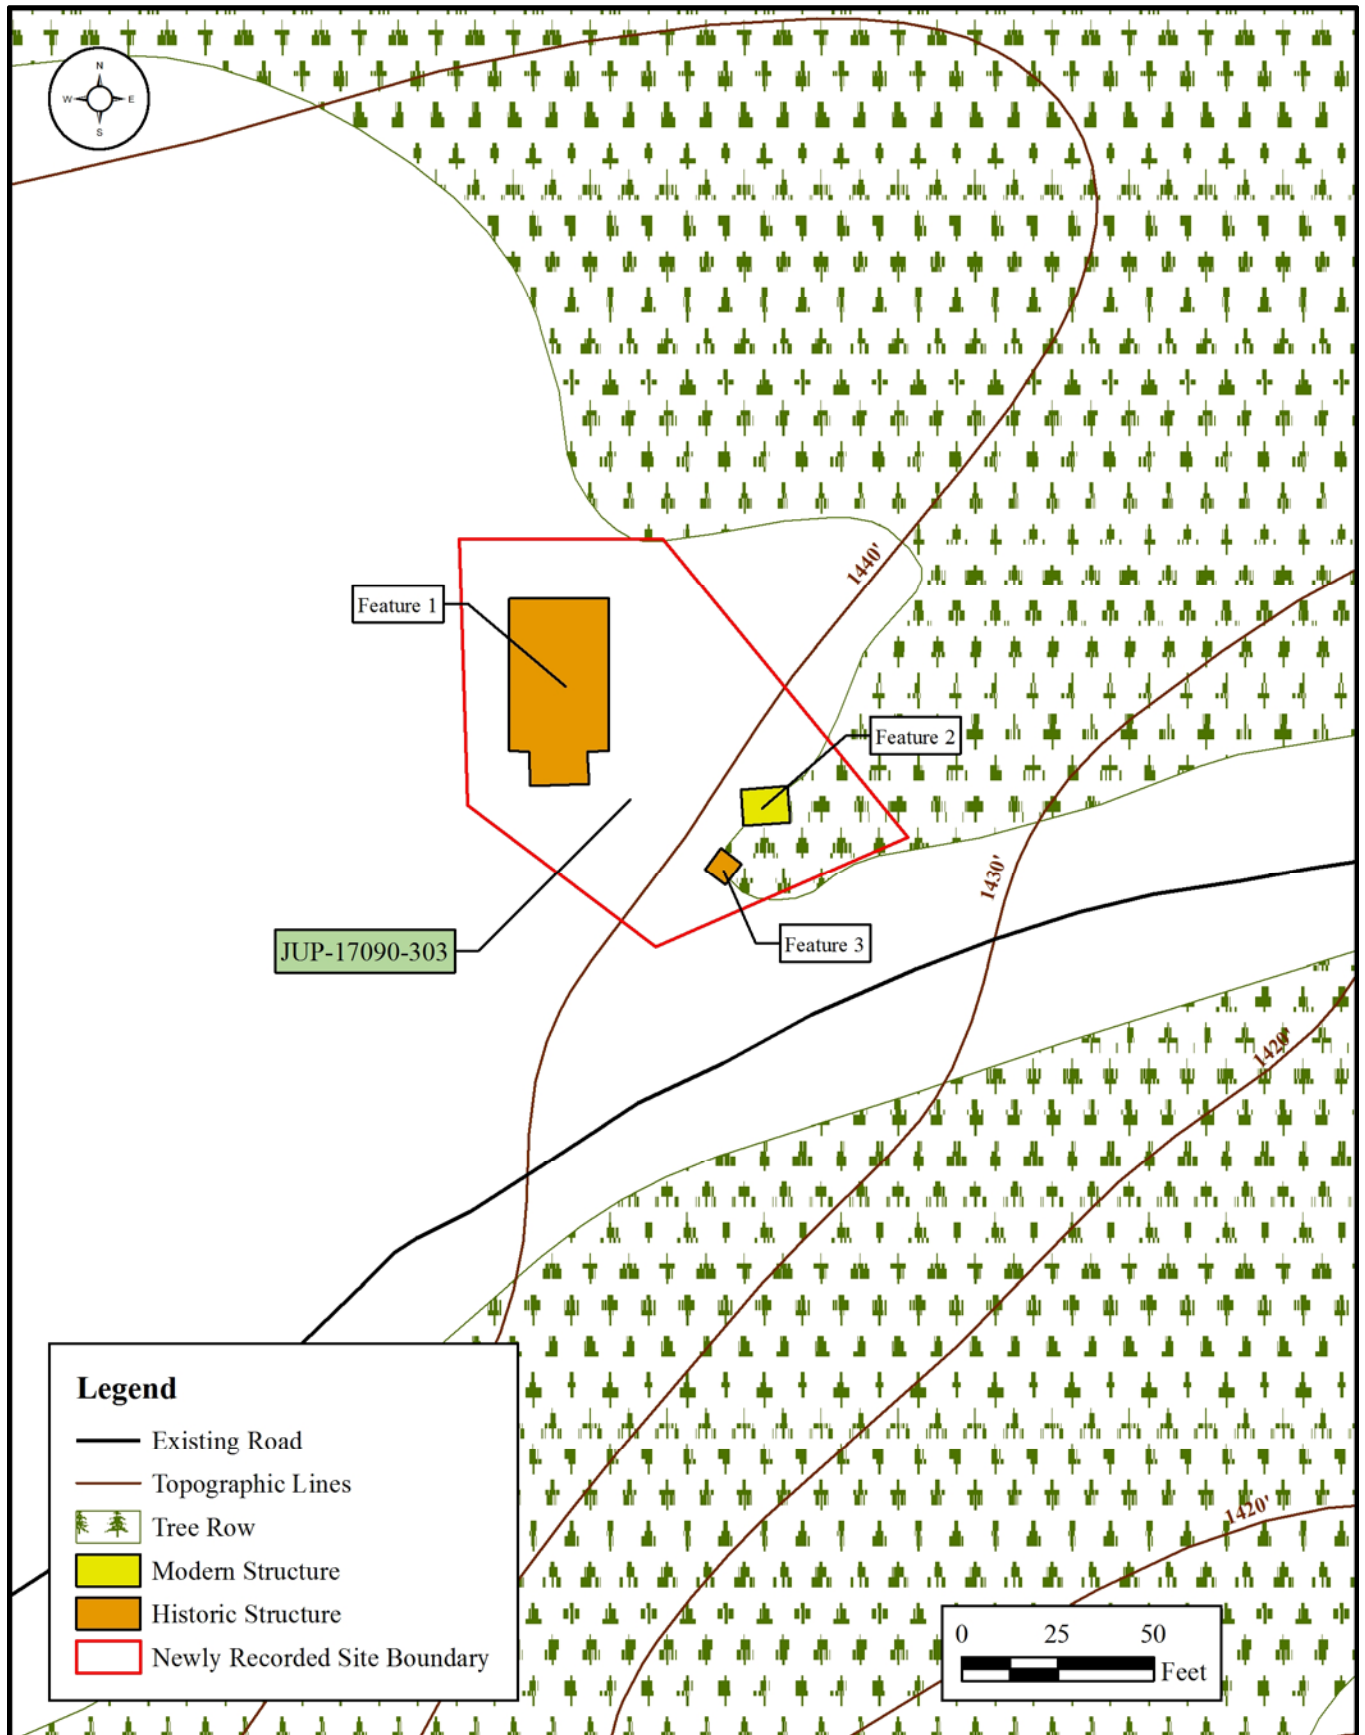 N
W E
S
1440'
Feature 1
Feature 2
1430'
Feature 3
JUP-17090-303
1420'
Legend
Existing Road
Topographic Lines
Tree Row
Modern Structure
Historic Structure
Newly Recorded Site Boundary
1420'
0 25 50
Feet